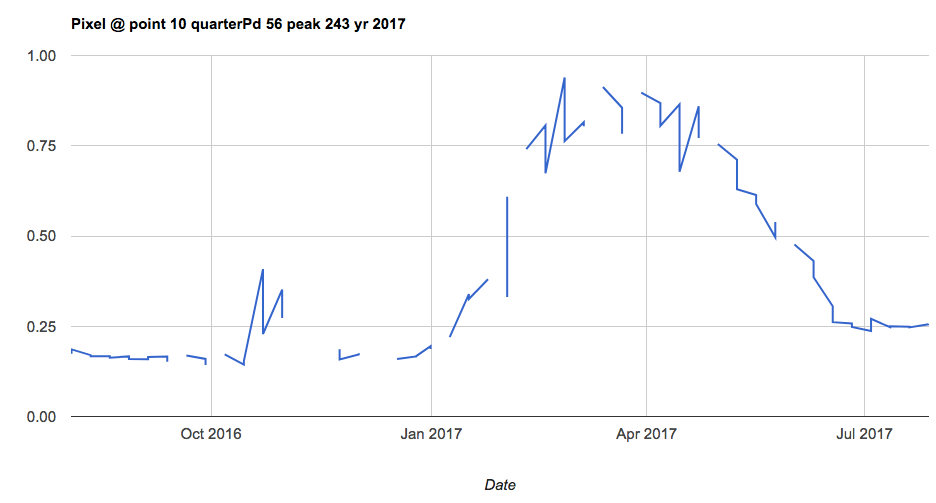 Pixel @ point 10 quarterPd 56 peak 243 yr 2017
1.00
0.75
0.50
0.25
0.00
Oct 2016 Jan 2017 Apr 2017 Jul 2017
Date